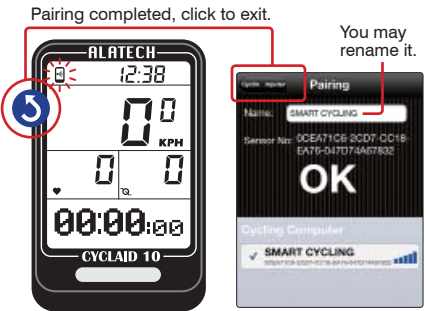 Pairing completed, click to exit.
You may
rename it.
ALATECH
12:38
Pairing
Name: SMART CYCLING
0 0
KPH
Sensor No: 0CEA71C6-2CD7-CC18-
EA76-047D74A67832
OK
0 0
00:00:00
Cycling Computer
CYCLAID 10
SMART CYCLING